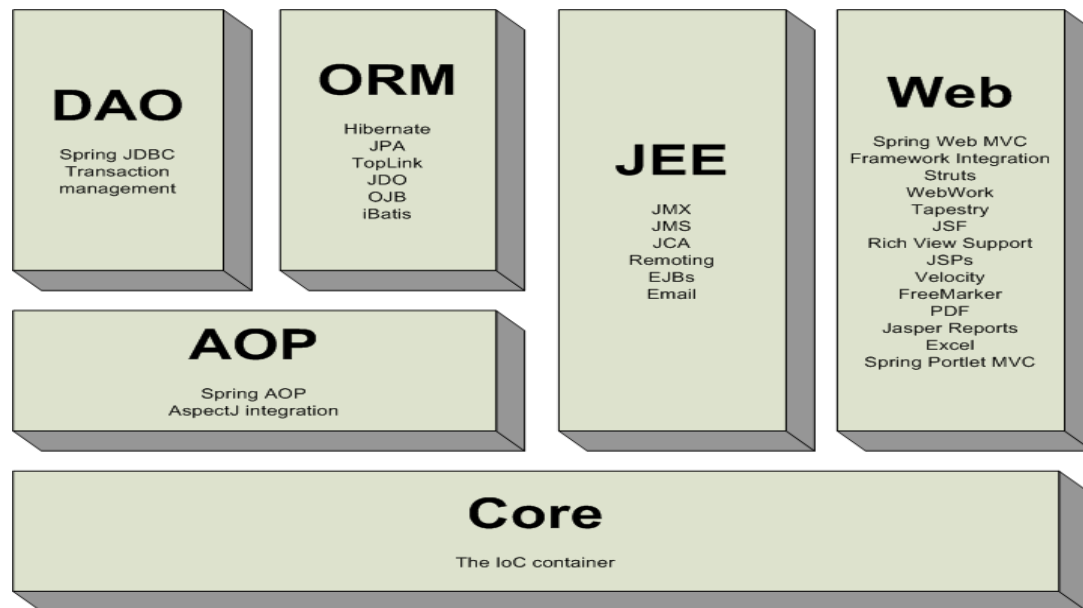 DAO
Spring JDBC
Transaction
management
ORM
Hibernate
JPA
TopLink
JDO
OJB
iBatis
JEE
JMX
JMS
JCA
Remoting
EJBs
Email
Web
Spring Web MVC
Framework Integration
Struts
WebWork
Tapestry
JSF
Rich View Support
JSPs
Velocity
FreeMarker
PDF
Jasper Reports
Excel
Spring Portlet MVC
AOP
Spring AOP
AspectJ integration
Core
The IoC container